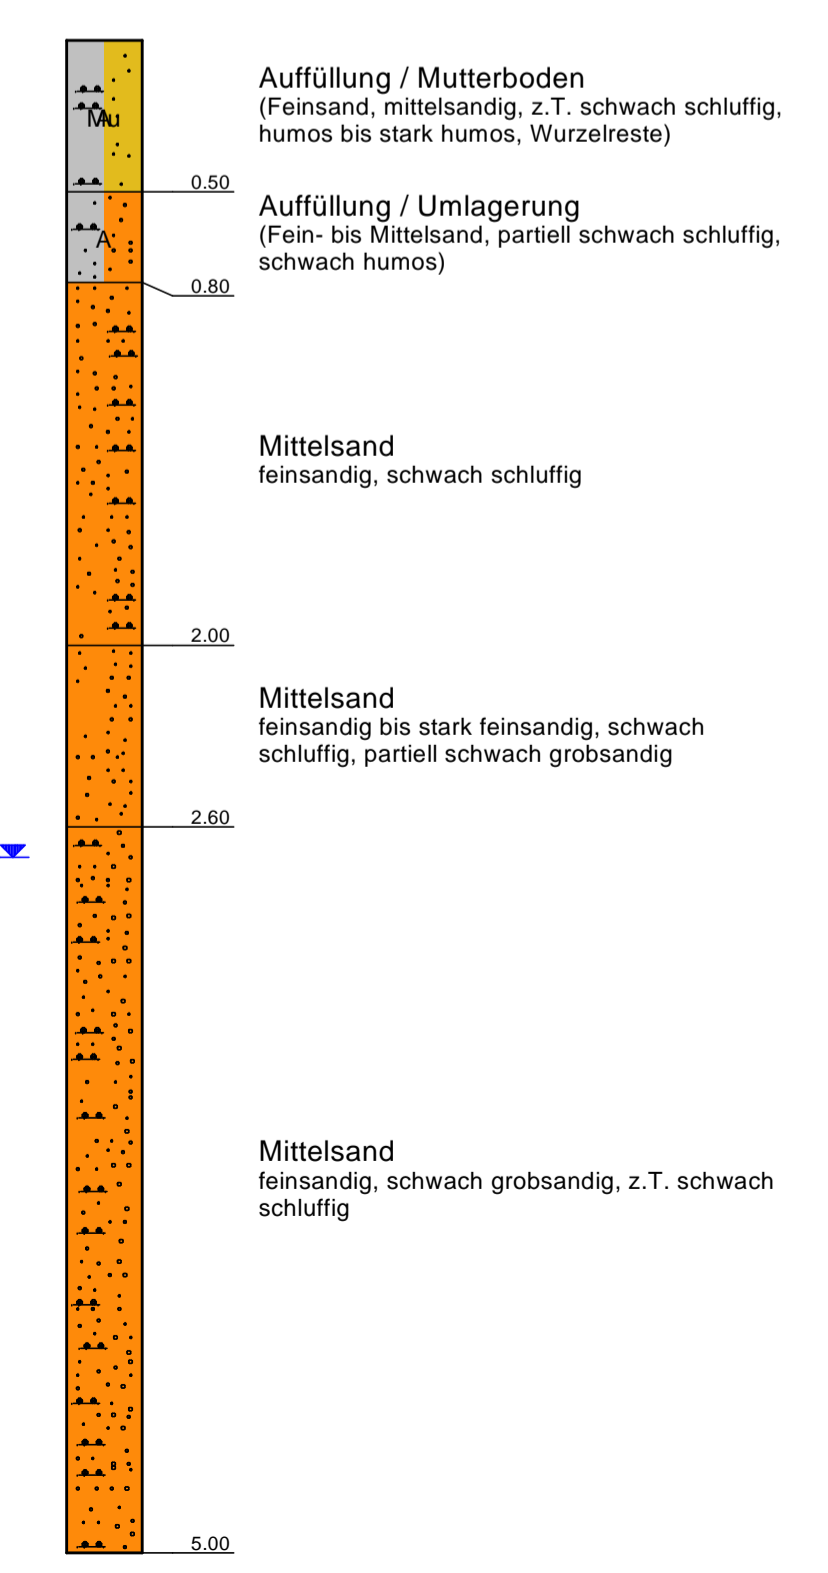 Auffüllung / Mutterboden
(Feinsand, mittelsandig, z.T. schwach schluffig,
humos bis stark humos, Wurzelreste)
Mu
A
0.50
Auffüllung / Umlagerung
(Fein- bis Mittelsand, partiell schwach schluffig,
schwach humos)
A
0.80
Mittelsand
feinsandig, schwach schluffig
2.00
Mittelsand
feinsandig bis stark feinsandig, schwach
schluffig, partiell schwach grobsandig
2.60
Mittelsand
feinsandig, schwach grobsandig, z.T. schwach
schluffig
5.00